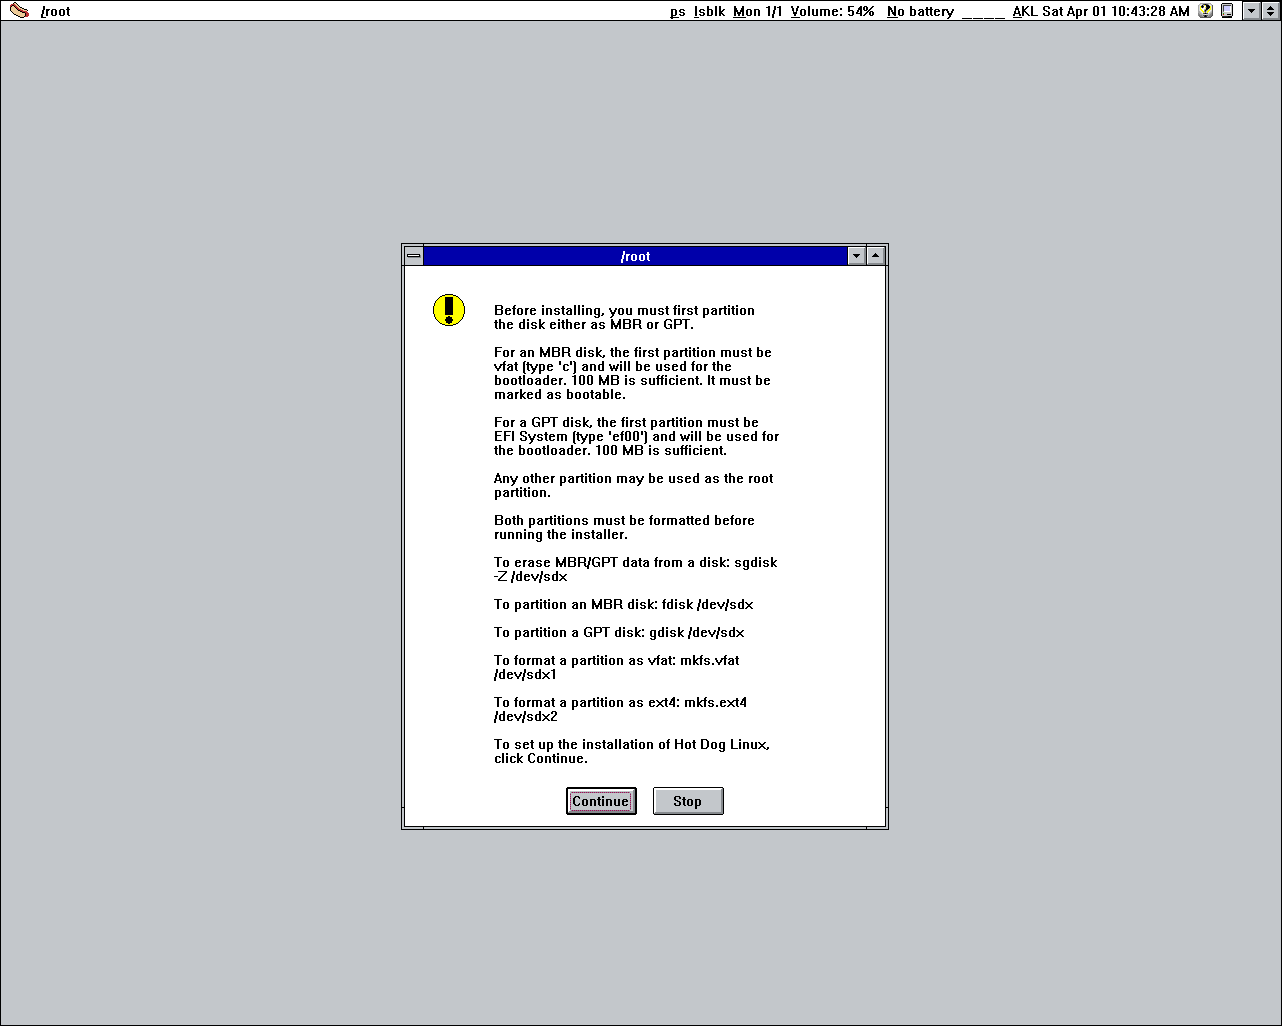 /root ps lsblk Mon 1/1 Volume: 54% No battery ____ AKL Sat Apr 01 10:43:28 AM
/root
Before installing, you must first partition
the disk either as MBR or GPT.
For an MBR disk, the first partition must be
vfat (type 'c') and will be used for the
bootloader. 100 MB is sufficient. It must be
marked as bootable.
For a GPT disk, the first partition must be
EFI System (type 'ef00') and will be used for
the bootloader. 100 MB is sufficient.
Any other partition may be used as the root
partition.
Both partitions must be formatted before
running the installer.
To erase MBR/GPT data from a disk: sgdisk
-Z /dev/sdx
To partition an MBR disk: fdisk /dev/sdx
To partition a GPT disk: gdisk /dev/sdx
To format a partition as vfat: mkfs.vfat
/dev/sdx1
To format a partition as ext4: mkfs.ext4
/dev/sdx2
To set up the installation of Hot Dog Linux,
click Continue.
Continue Stop